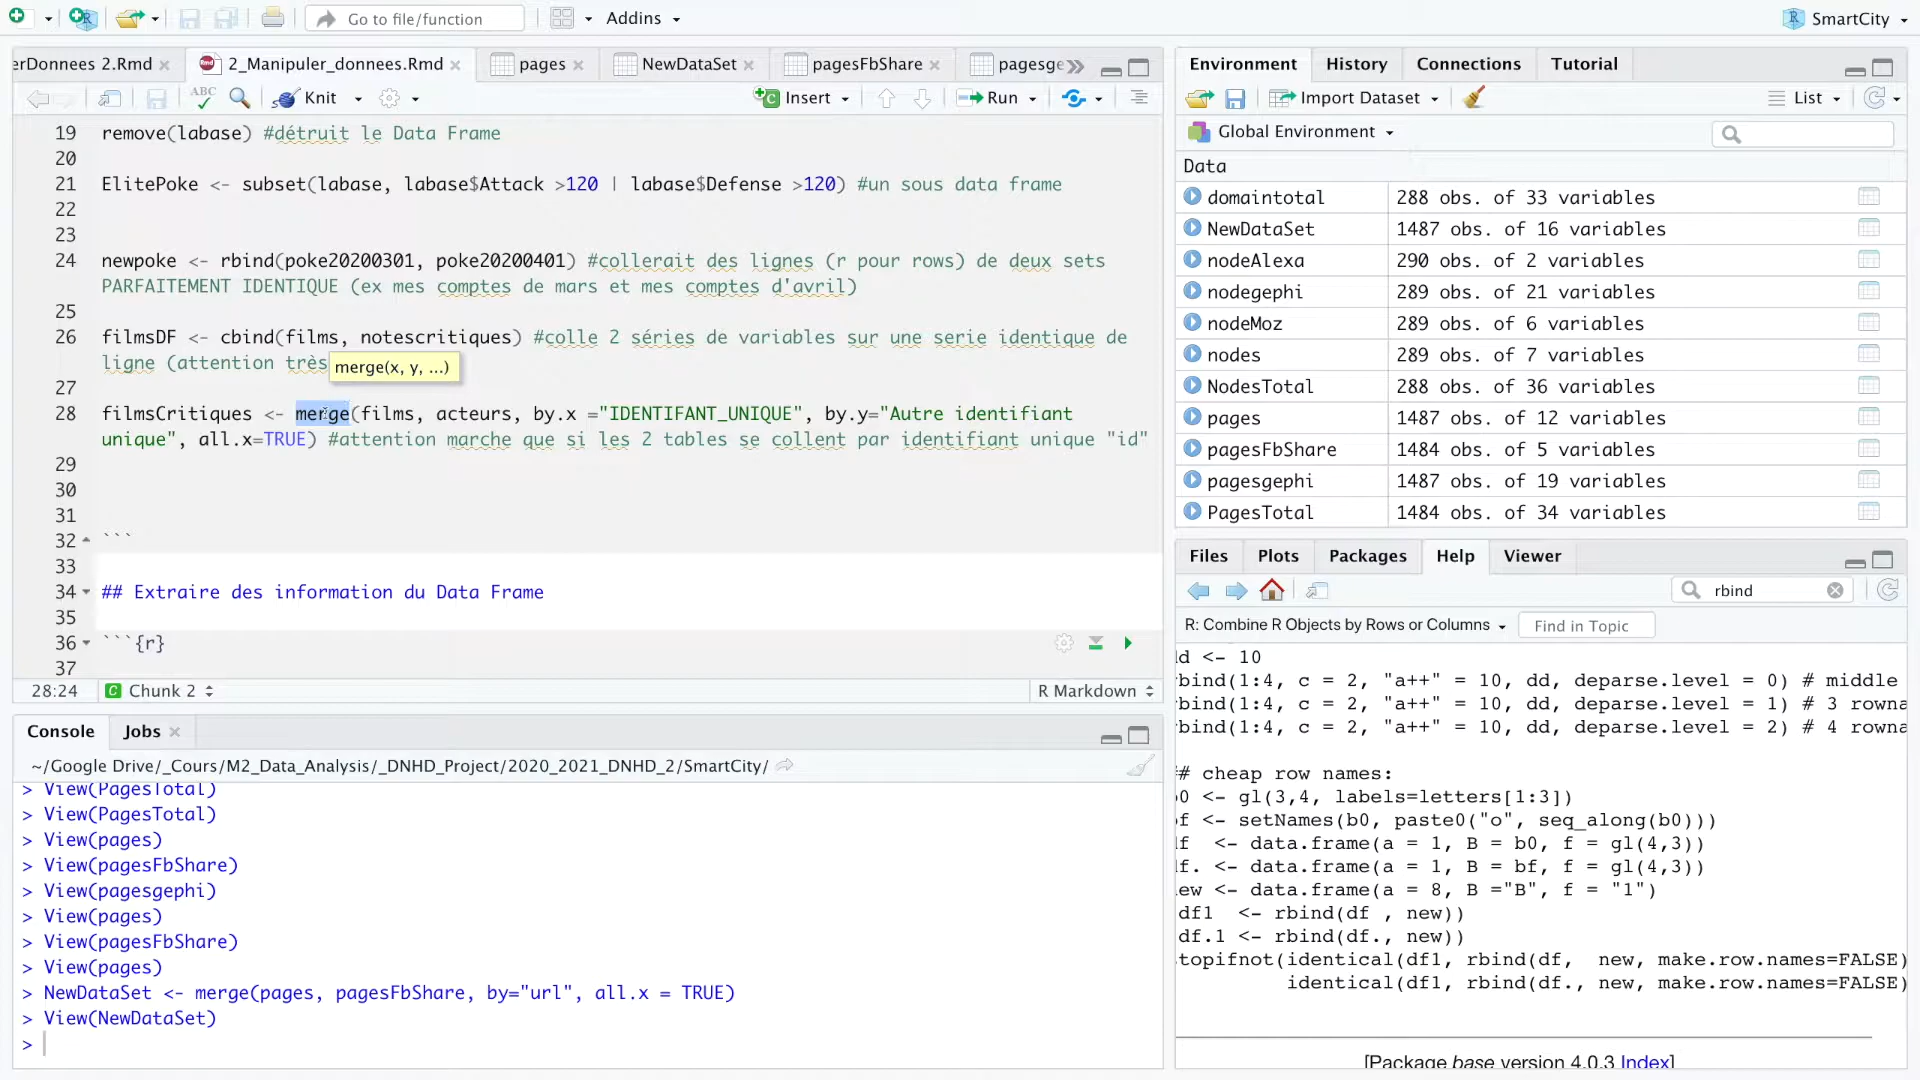 Go to file/function
Addins
SmartCity
erDonnees 2.Rmd
2_Manipuler_donnees.Rmd
pages
NewDataSet
pagesFbShare
pagesge
ABC
Knit
Insert
Run
19 remove(labase) #détruit le Data Frame
20
21 ElitePoke <- subset(labase, labase$Attack >120 | labase$Defense >120) #un sous data frame
22
23
24 newpoke <- rbind(poke20200301, poke20200401) #collerait des lignes (r pour rows) de deux sets
PARFAITEMENT IDENTIQUE (ex mes comptes de mars et mes comptes d'avril)
25
26 filmsDF <- cbind(films, notescritiques) #colle 2 séries de variables sur une serie identique de
ligne (attention très
merge(x, y, ...)
27
28 filmsCritiques <- merge(films, acteurs, by.x ="IDENTIFANT_UNIQUE", by.y="Autre identifiant
unique", all.x=TRUE) #attention marche que si les 2 tables se collent par identifiant unique "id"
29
30
31
32 ```
33
34 ## Extraire des information du Data Frame
35
36 ```{r}
37
28:24 Chunk 2 R Markdown
Console Jobs
~/Google Drive/_Cours/M2_Data_Analysis/_DNHD_Project/2020_2021_DNHD_2/SmartCity/
> View(PagesTotal)
> View(PagesTotal)
> View(pages)
> View(pagesFbShare)
> View(pagesgephi)
> View(pages)
> View(pagesFbShare)
> View(pages)
> NewDataSet <- merge(pages, pagesFbShare, by="url", all.x = TRUE)
> View(NewDataSet)
>
Environment History Connections Tutorial
Import Dataset List
Global Environment
Data
domaintotal 288 obs. of 33 variables
NewDataSet 1487 obs. of 16 variables
nodeAlexa 290 obs. of 2 variables
nodegephi 289 obs. of 21 variables
nodeMoz 289 obs. of 6 variables
nodes 289 obs. of 7 variables
NodesTotal 288 obs. of 36 variables
pages 1487 obs. of 12 variables
pagesFbShare 1484 obs. of 5 variables
pagesgephi 1487 obs. of 19 variables
PagesTotal 1484 obs. of 34 variables
Files Plots Packages Help Viewer
rbind
R: Combine R Objects by Rows or Columns Find in Topic
dd <- 10
rbind(1:4, c = 2, "a++" = 10, dd, deparse.level = 0) # middle
rbind(1:4, c = 2, "a++" = 10, dd, deparse.level = 1) # 3 rowna
rbind(1:4, c = 2, "a++" = 10, dd, deparse.level = 2) # 4 rowna
## cheap row names:
b0 <- gl(3,4, labels=letters[1:3])
bf <- setNames(b0, paste0("o", seq_along(b0)))
df <- data.frame(a = 1, B = b0, f = gl(4,3))
df. <- data.frame(a = 1, B = bf, f = gl(4,3))
new <- data.frame(a = 8, B ="B", f = "1")
df1 <- rbind(df , new))
df.1 <- rbind(df., new))
topifnot(identical(df1, rbind(df, new, make.row.names=FALSE)
identical(df1, rbind(df., new, make.row.names=FALSE)
[Package base version 4.0.3 Index]